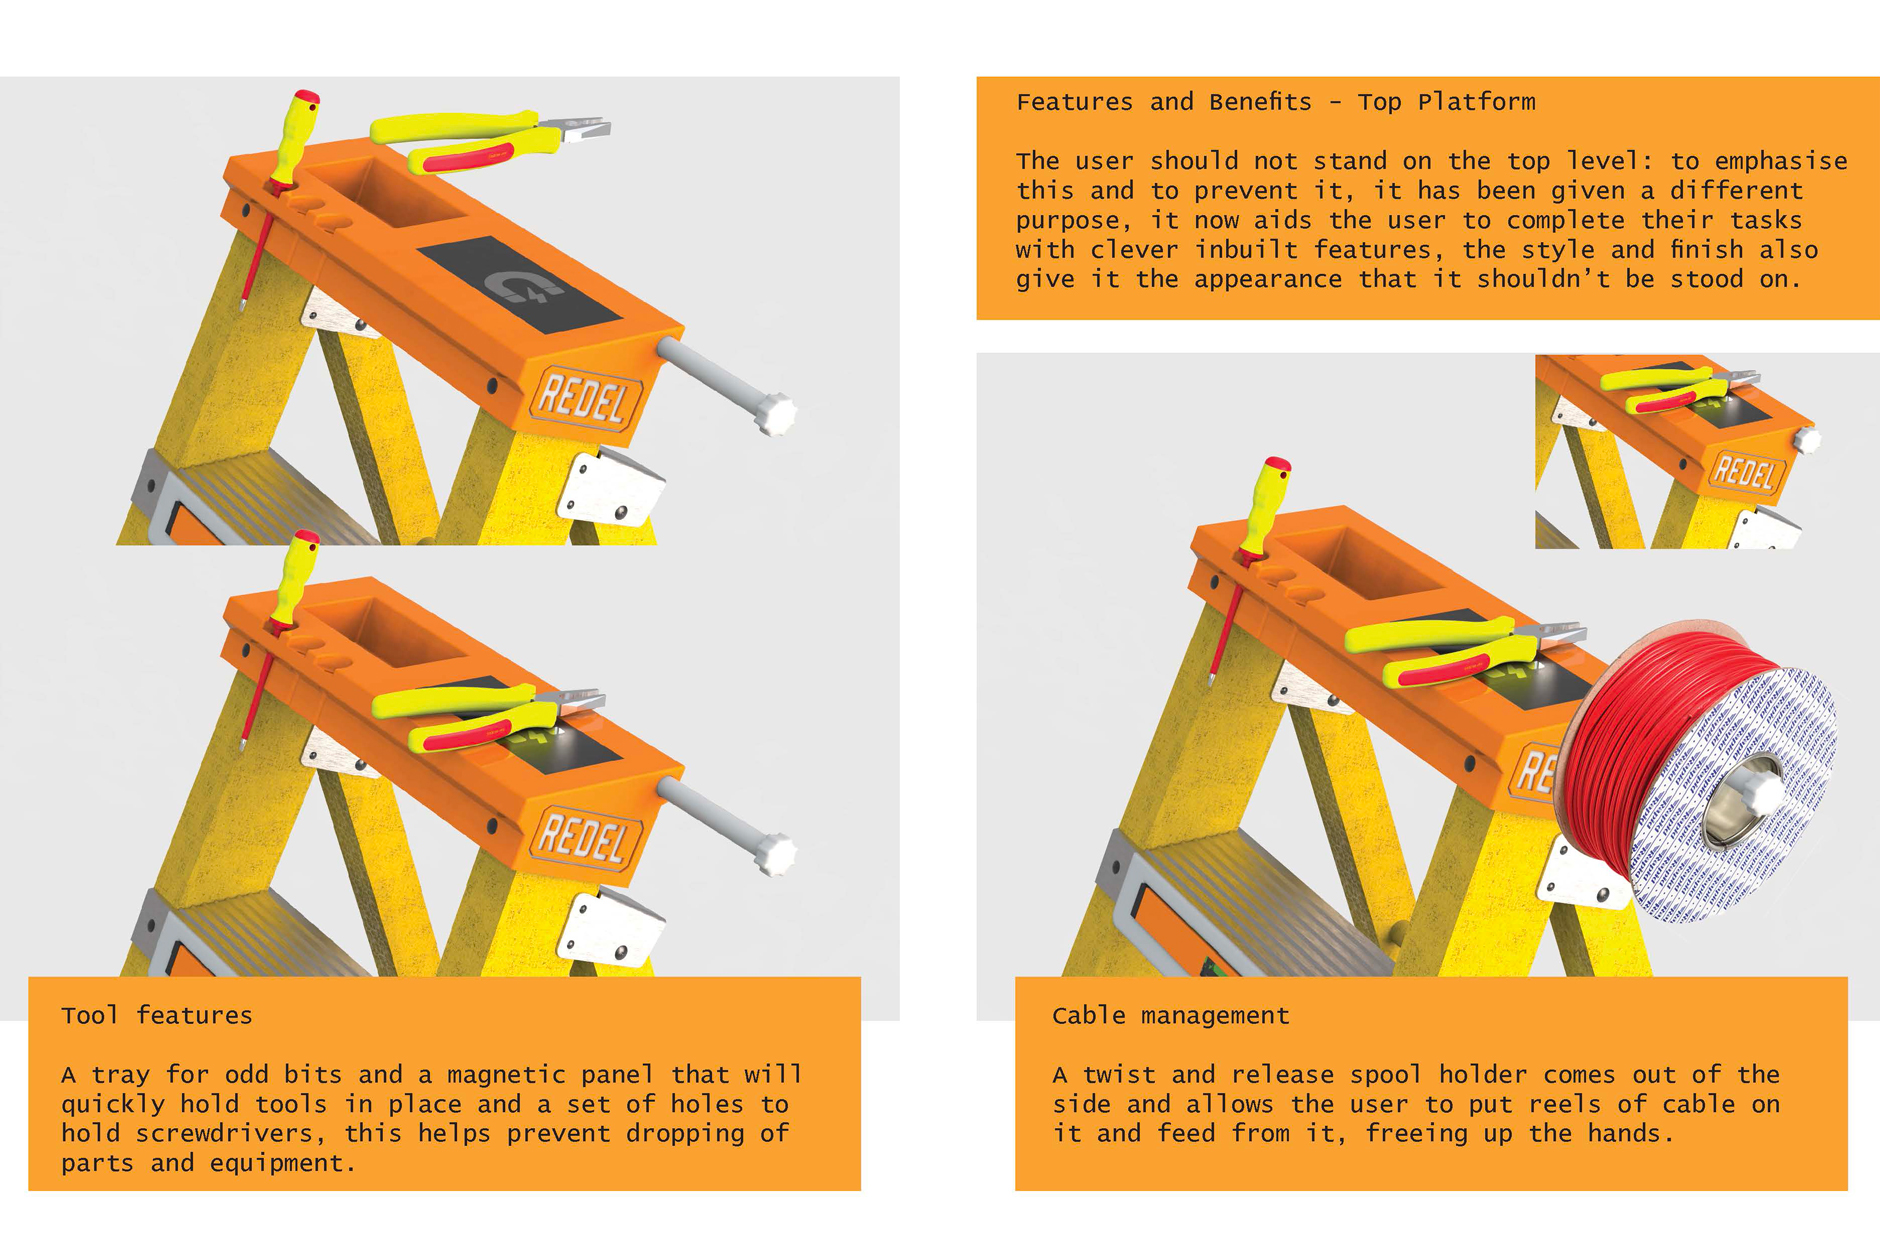 Features and Benefits - Top Platform
The user should not stand on the top level: to emphasise
this and to prevent it, it has been given a different
purpose, it now aids the user to complete their tasks
with clever inbuilt features, the style and finish also
give it the appearance that it shouldn't be stood on.
REDEL
REDEL
REDEL
RE
Tool features
A tray for odd bits and a magnetic panel that will
quickly hold tools in place and a set of holes to
hold screwdrivers, this helps prevent dropping of
parts and equipment.
Cable management
A twist and release spool holder comes out of the
side and allows the user to put reels of cable on
it and feed from it, freeing up the hands.